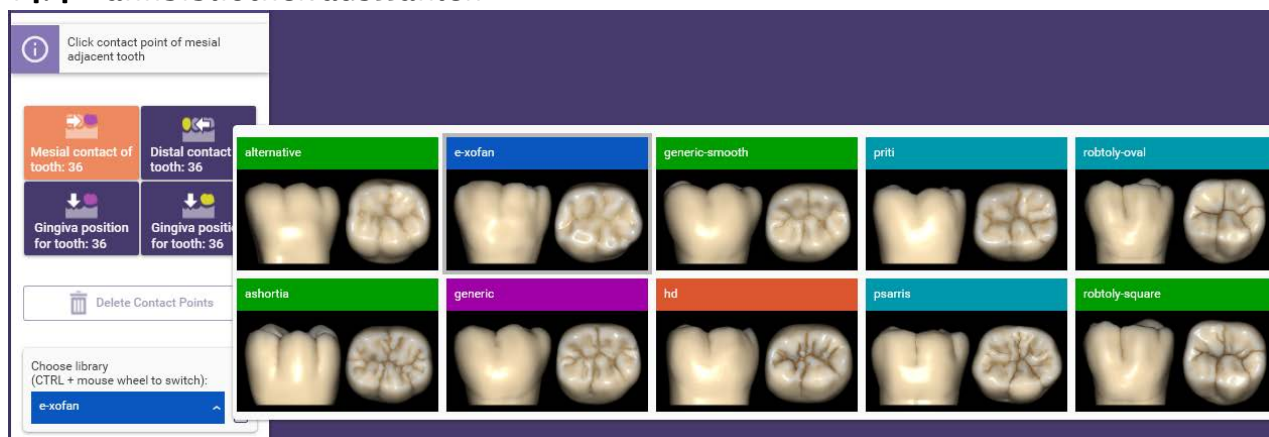 Click contact point of mesial
adjacent tooth
Mesial contact of
tooth: 36
Distal contact
tooth: 36
Gingiva position
for tooth: 36
Gingiva
for tooth: 36
Delete Contact Points
Choose library
(CTRL + mouse wheel to switch):
e-xofan
alternative
e-xofan
generic-smooth
priti
robtoly-oval
ashortia
generic
hd
psarris
robtoly-square